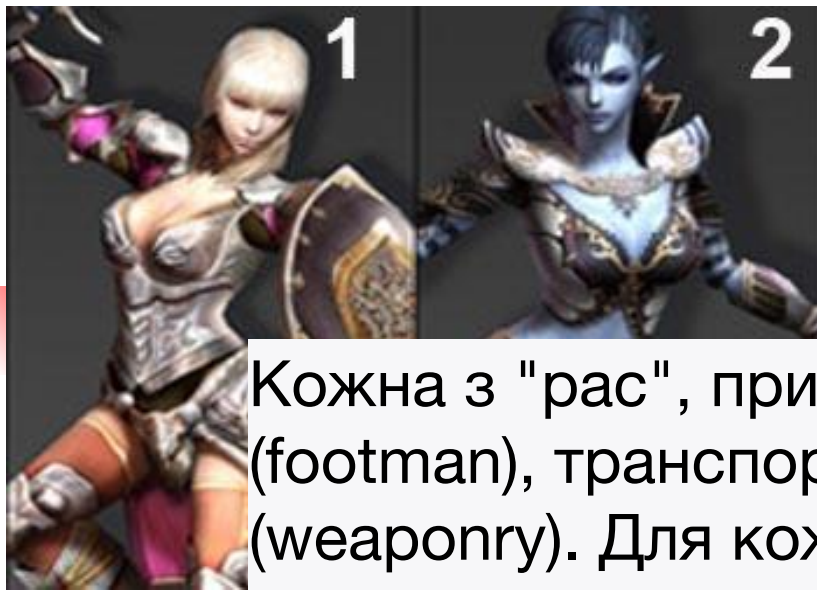 1
2
Кожна з "рас", при
(footman), транспор
(weaponry). Для кож